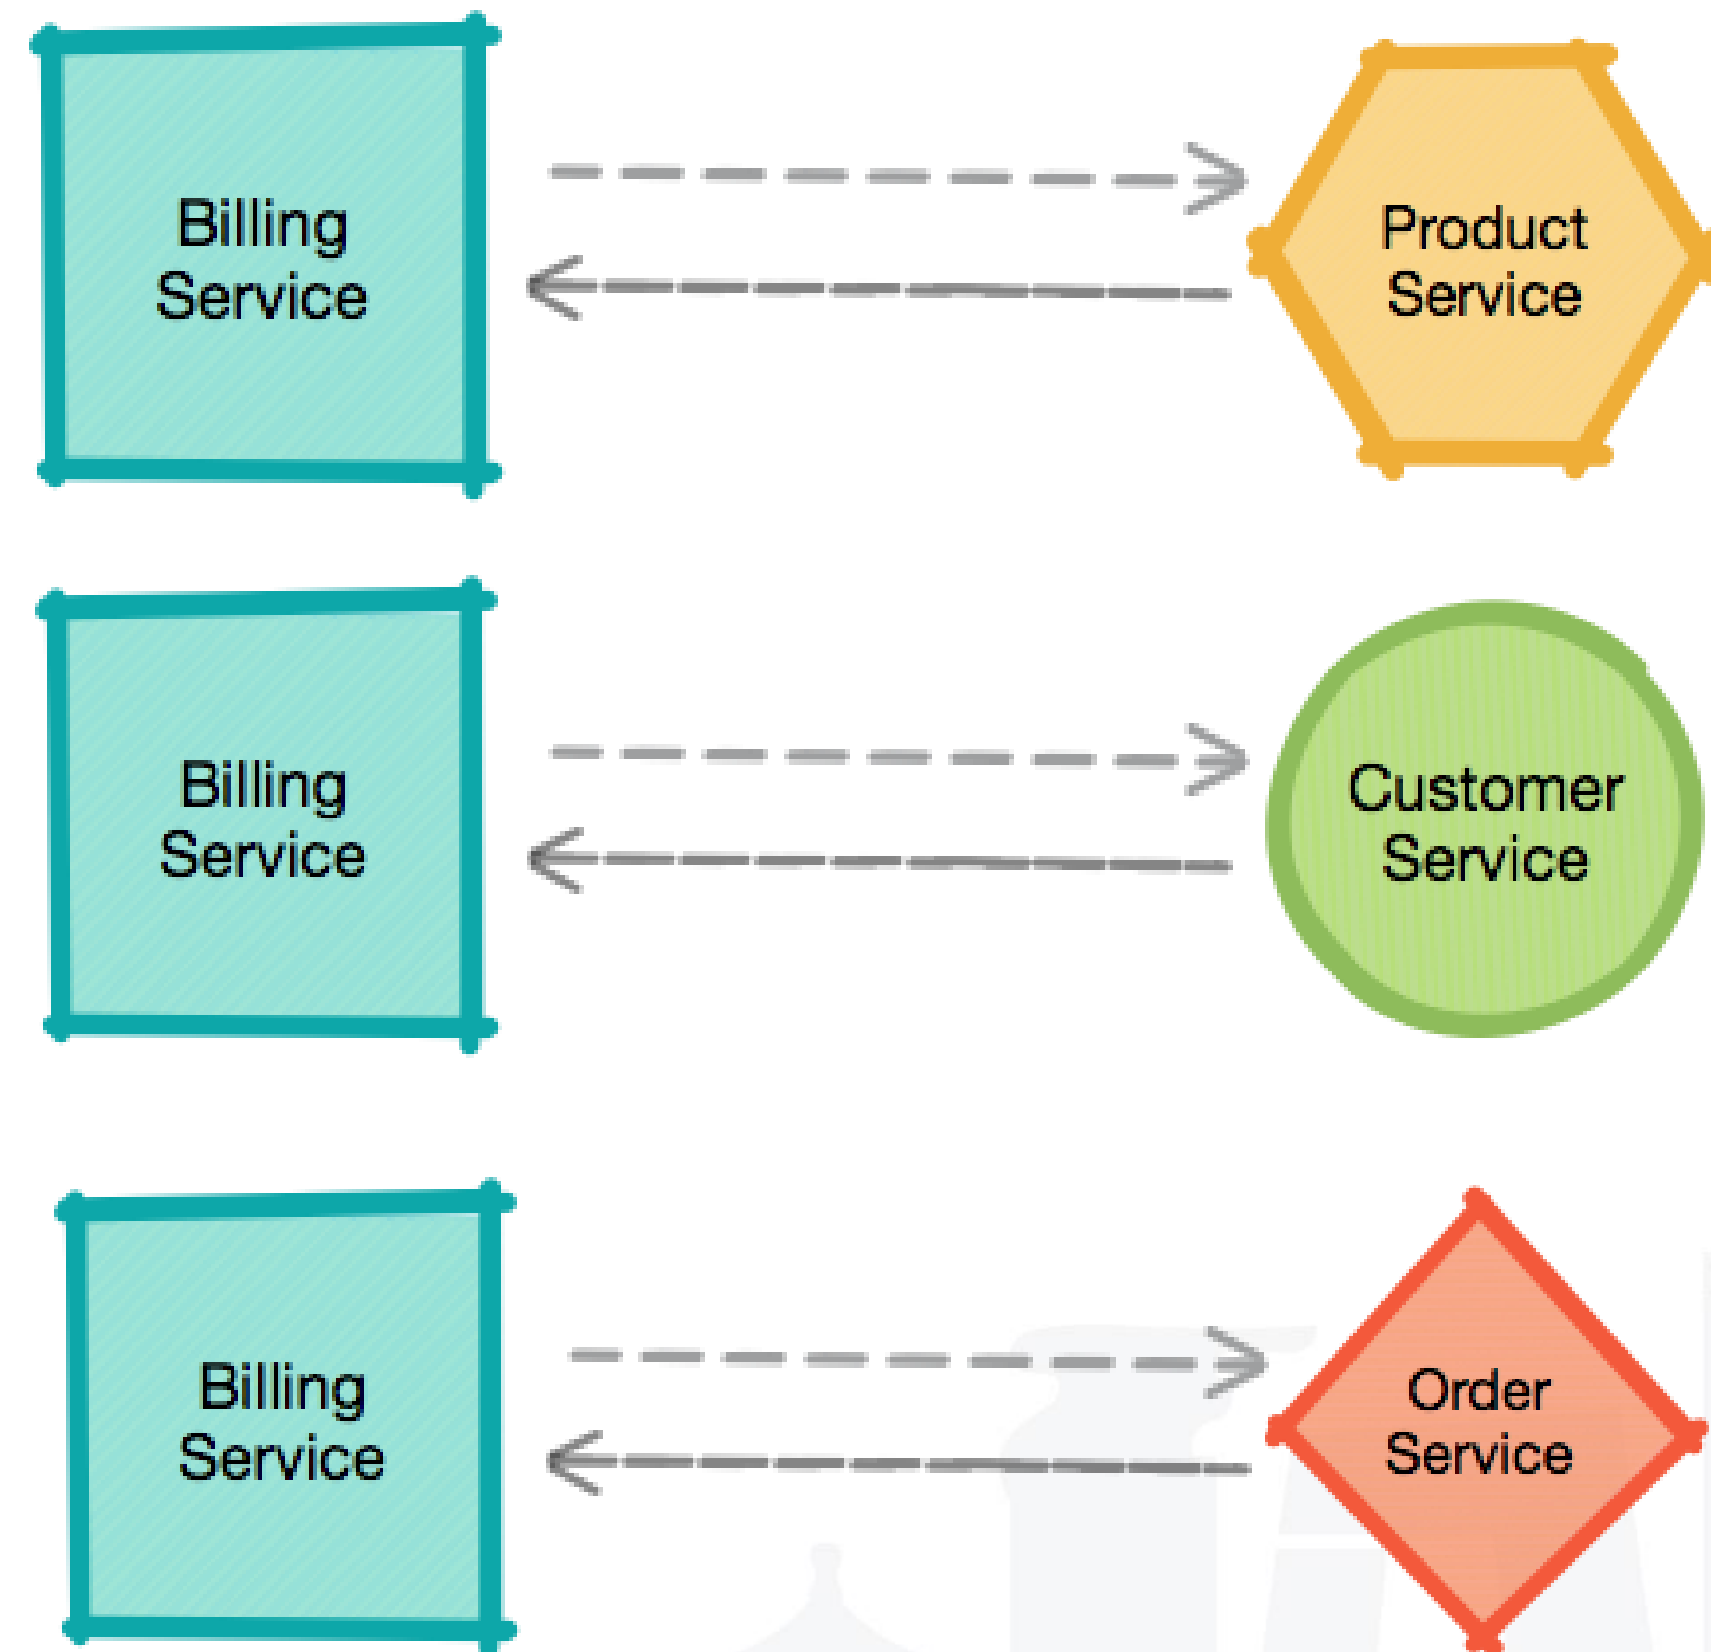 Billing
Service
Product
Service
Billing
Service
Customer
Service
Billing
Service
Order
Service